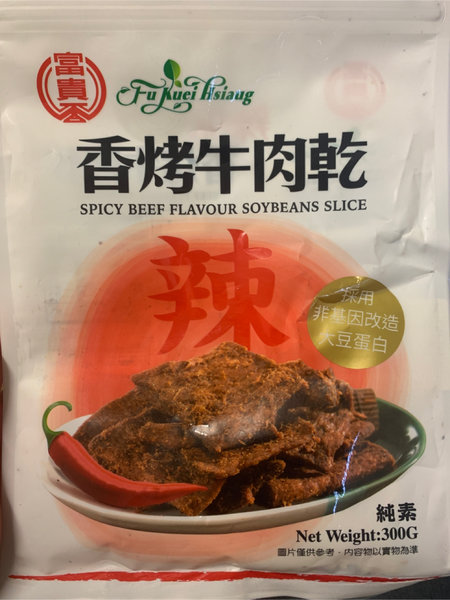 富貴香
Fu Kuei Hsiang
香烤牛肉乾
SPICY BEEF FLAVOUR SOYBEANS SLICE
辣
採用
非基因改造
大豆蛋白
純素
Net Weight:300G
圖片僅供參考，內容物以實物為準